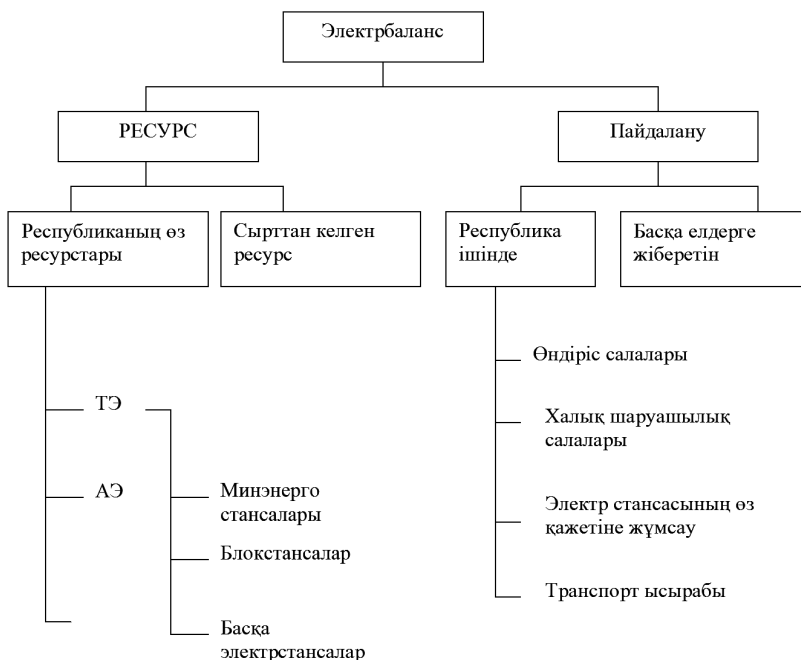 Электрбаланс
РЕСУРС
Пайдалану
Республиканың өз
ресурстары
Сырттан келген
ресурс
Республика
ішінде
Басқа елдерге
жіберетін
Өндіріс салалары
ТЭ
Халық шаруашылық
салалары
АЭ
Минэнерго
стансалары
Электр стансасының өз
қажетіне жұмсау
Блокстансалар
Транспорт ысырабы
Басқа
электрстансалар